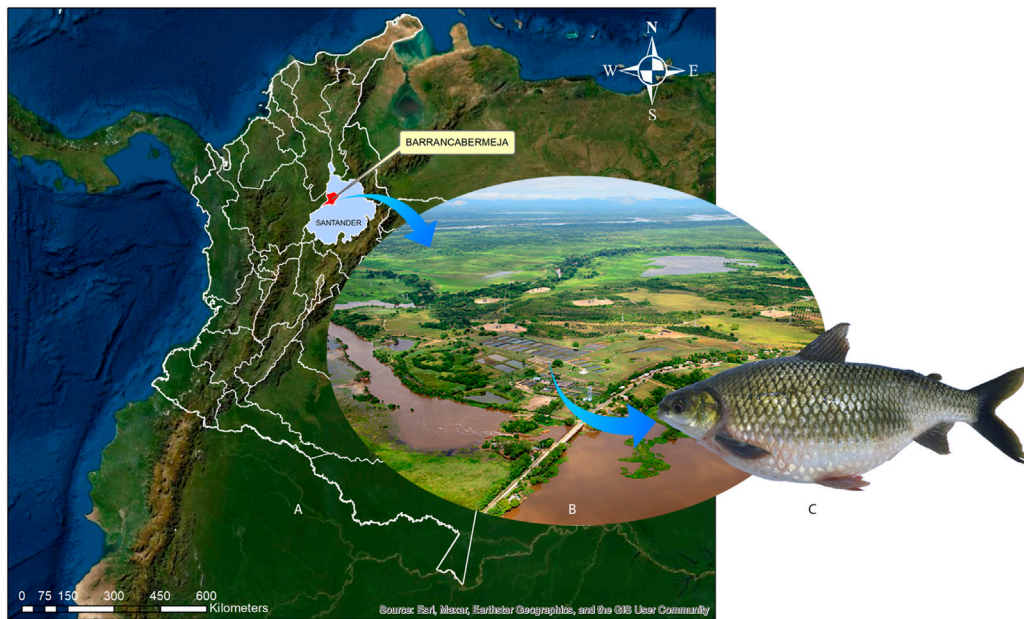 N
W E
S
BARRANCABERMEJA
SANTANDER
A
B
C
0 75 150 300 450 600
Kilometers
Source: Esri, Maxar, Earthstar Geographics, and the GIS User Community